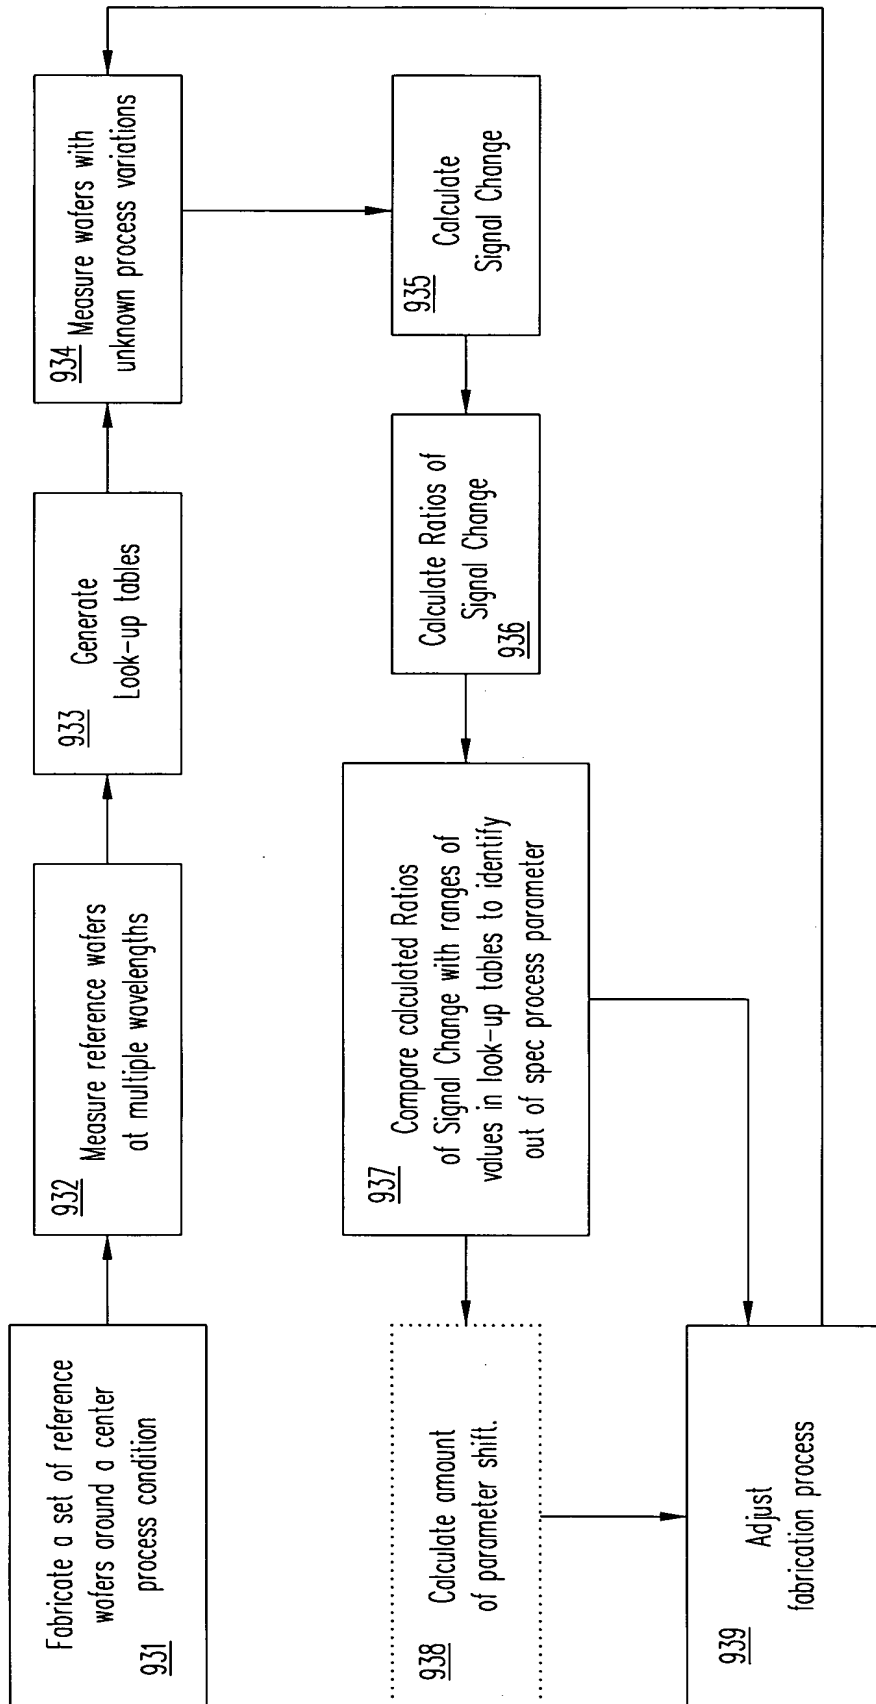 931
Fabricate a set of reference
wafers around a center
process condition
932
Measure reference wafers
at multiple wavelengths
933
Generate
Look-up tables
934
Measure wafers with
unknown process variations
935
Calculate
Signal Change
Calculate Ratios of
Signal Change
936
937
Compare calculated Ratios
of Signal Change with ranges of
values in look-up tables to identify
out of spec process parameter
938
Calculate amount
of parameter shift.
939
Adjust
fabrication process